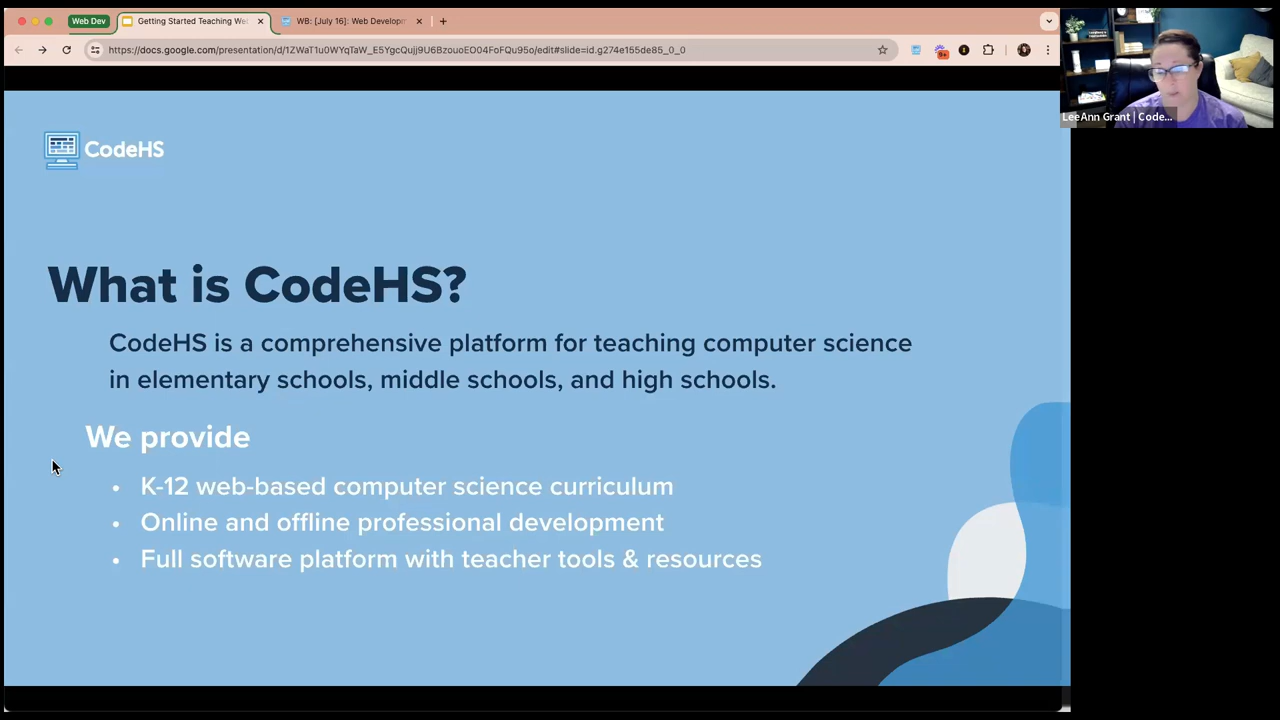 Web Dev
Getting Started Teaching We
WB: [July 16]: Web Developm
https://docs.google.com/presentation/d/1ZWaT1u0WYqTaW_E5YgcQujj9U6BzouoEO04FoFQu95o/edit#slide=id.g274e155de85_0_0
9+
LeeAnn Grant | Code...
CodeHS
What is CodeHS?
CodeHS is a comprehensive platform for teaching computer science
in elementary schools, middle schools, and high schools.
We provide
• K-12 web-based computer science curriculum
• Online and offline professional development
• Full software platform with teacher tools & resources